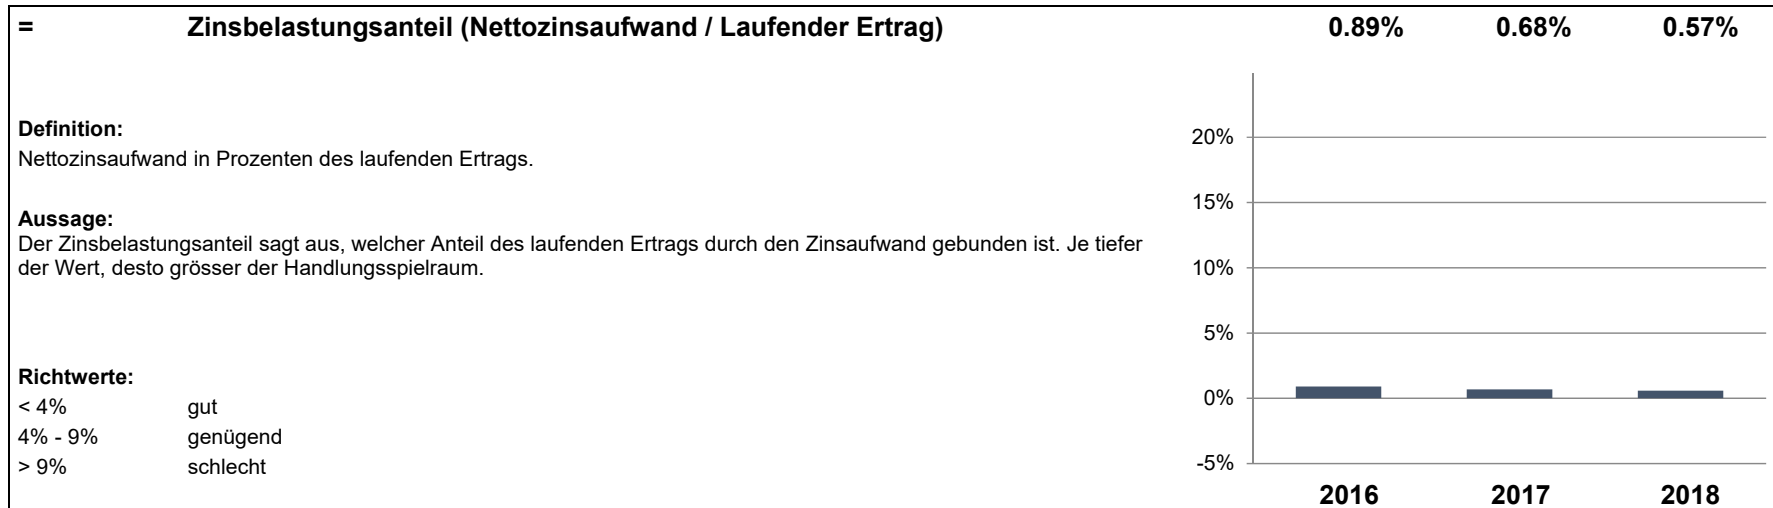 = Zinsbelastungsanteil (Nettozinsaufwand / Laufender Ertrag) 0.89% 0.68% 0.57%
Definition:
Nettozinsaufwand in Prozenten des laufenden Ertrags.
Aussage:
Der Zinsbelastungsanteil sagt aus, welcher Anteil des laufenden Ertrags durch den Zinsaufwand gebunden ist. Je tiefer
der Wert, desto grösser der Handlungsspielraum.
Richtwerte:
< 4% gut
4% - 9% genügend
> 9% schlecht
20%
15%
10%
5%
0%
-5%
2016 2017 2018